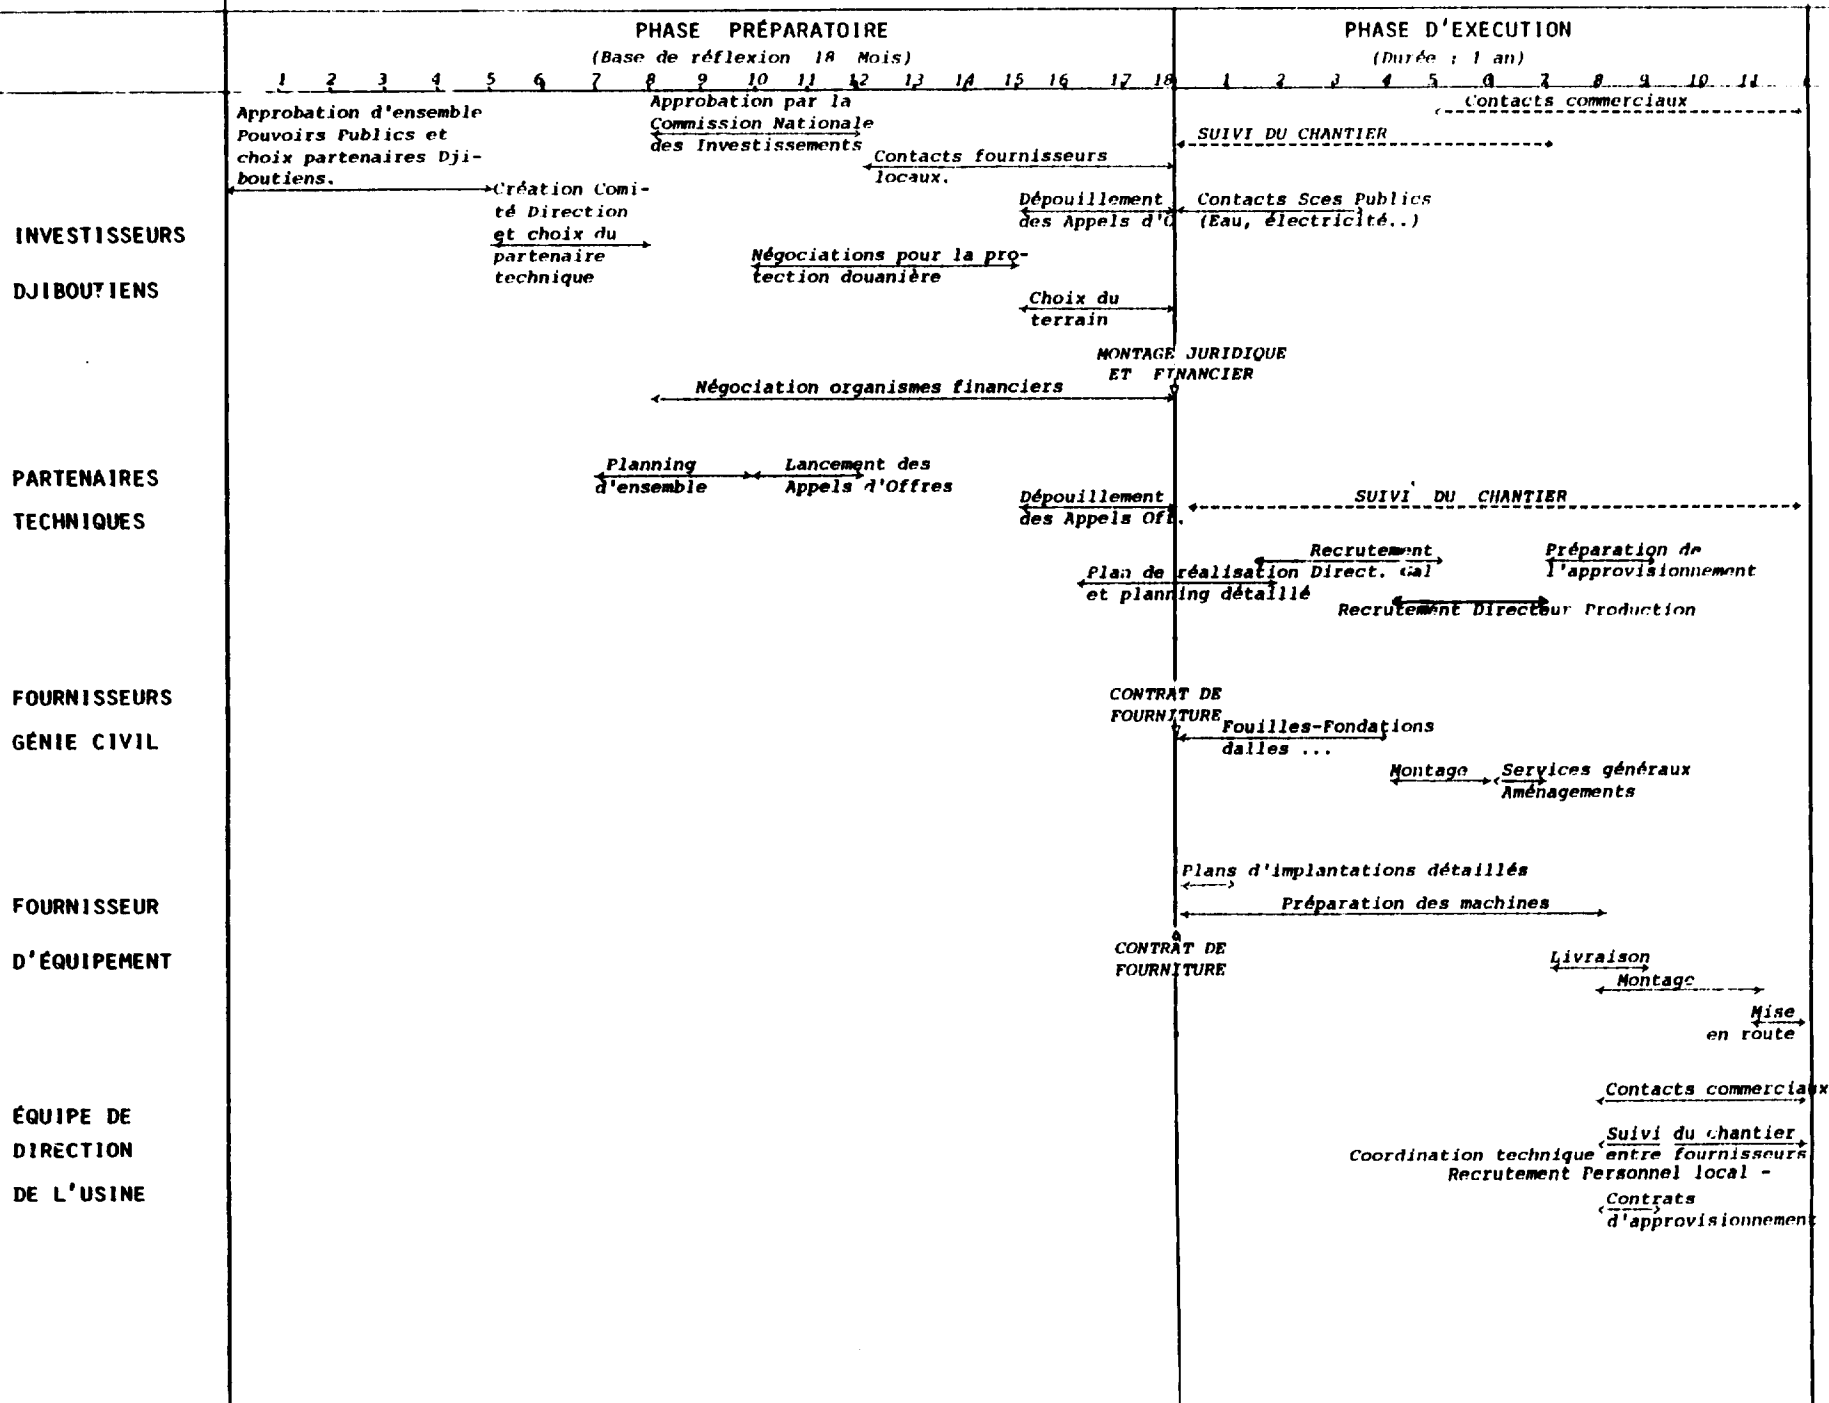 PHASE PRÉPARATOIRE
(Base de réflexion 18 Mois)
1 2 3 4 5 6 7 8 9 10 11 12 13 14 15 16 17 18
PHASE D'EXECUTION
(Durée : 1 an)
1 2 3 4 5 6 7 8 9 10 11
INVESTISSEURS
DJIBOUTIENS
Approbation d'ensemble
Pouvoirs Publics et
choix partenaires Dji-
boutiens.
Création Comi-
té Direction
et choix du
partenaire
technique
Approbation par la
Commission Nationale
des Investissements
Contacts fournisseurs
locaux.
Dépouillement
des Appels d'O
Négociations pour la pro-
tection douanière
Choix du
terrain
Contacts commerciaux
SUIVI DU CHANTIER
Contacts Sces Publics
(Eau, électricité..)
MONTAGE JURIDIQUE
ET FINANCIER
Négociation organismes financiers
PARTENAIRES
TECHNIQUES
Planning
d'ensemble
Lancement des
Appels d'Offres
Dépouillement
des Appels Off.
SUIVI DU CHANTIER
Plan de réalisation
et planning détaillé
Recrutement
Direct. Gal
Préparation de
l'approvisionnement
Recrutement Directeur Production
FOURNISSEURS
GÉNIE CIVIL
CONTRAT DE
FOURNITURE
Fouilles-Fondations
dalles ...
Montage
Services généraux
Aménagements
FOURNISSEUR
D'ÉQUIPEMENT
Plans d'implantations détaillés
Préparation des machines
CONTRAT DE
FOURNITURE
Livraison
Montage
Mise
en route
ÉQUIPE DE
DIRECTION
DE L'USINE
Contacts commerciaux
Suivi du chantier
Coordination technique entre fournisseurs
Recrutement Personnel local -
Contrats
d'approvisionnement